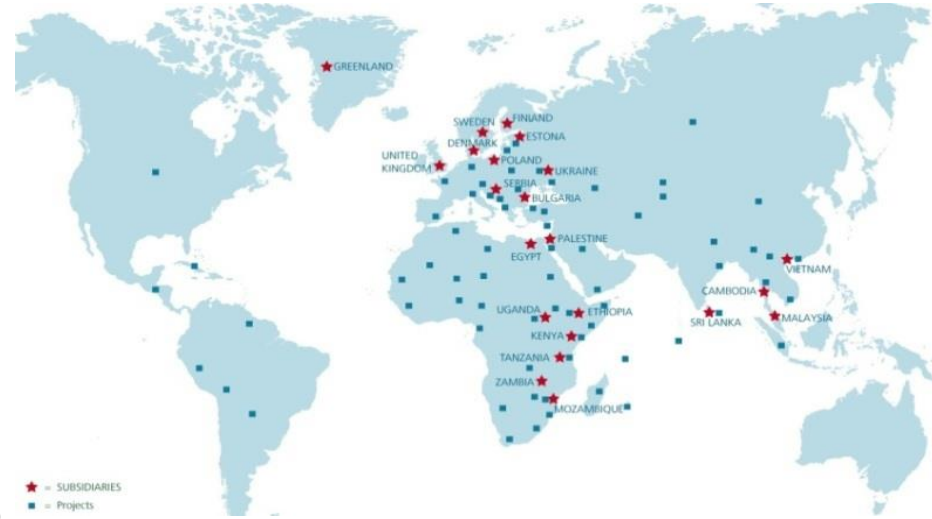 GREENLAND
SWEDEN
FINLAND
DENMARK
ESTONA
UNITED
KINGDOM
POLAND
UKRAINE
SERBIA
BULGARIA
PALESTINE
EGYPT
VIETNAM
CAMBODIA
UGANDA
ETHIOPIA
SRI LANKA
MALAYSIA
KENYA
TANZANIA
ZAMBIA
MOZAMBIQUE
= SUBSIDIARIES
= Projects